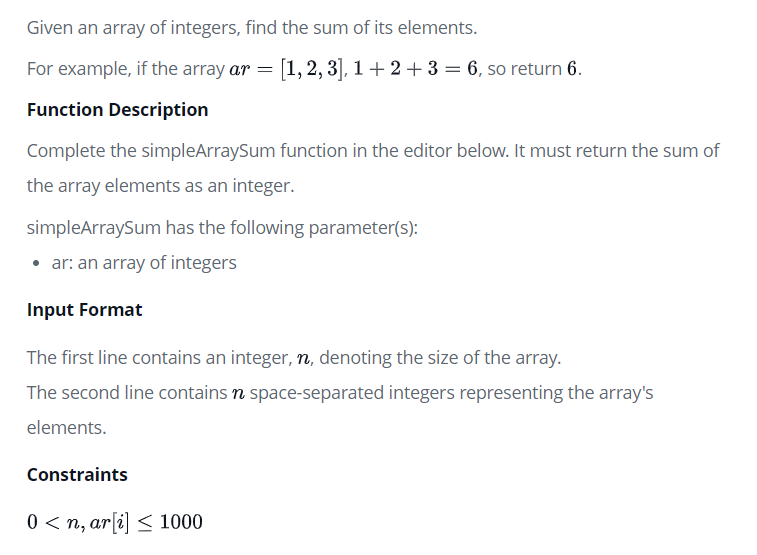 Given an array of integers, find the sum of its elements.
For example, if the array ar = [1, 2, 3], 1 + 2 + 3 = 6, so return 6.
Function Description
Complete the simpleArraySum function in the editor below. It must return the sum of
the array elements as an integer.
simpleArraySum has the following parameter(s):
• ar: an array of integers
Input Format
The first line contains an integer, n, denoting the size of the array.
The second line contains n space-separated integers representing the array's
elements.
Constraints
0 < n, ar[i] ≤ 1000